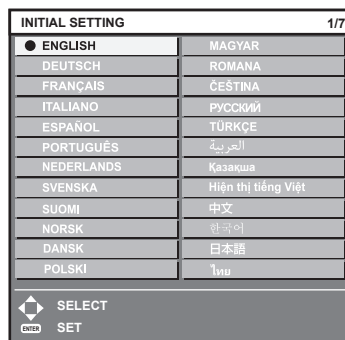 INITIAL SETTING 1/7
ENGLISH
DEUTSCH
FRANÇAIS
ITALIANO
ESPAÑOL
PORTUGUÊS
NEDERLANDS
SVENSKA
SUOMI
NORSK
DANSK
POLSKI
MAGYAR
ROMANA
ČEŠTINA
РУССКИЙ
TÜRKÇE
العربية
Қазақша
Hiện thị tiếng Việt
中文
한국어
日本語
ไทย
SELECT
ENTER SET